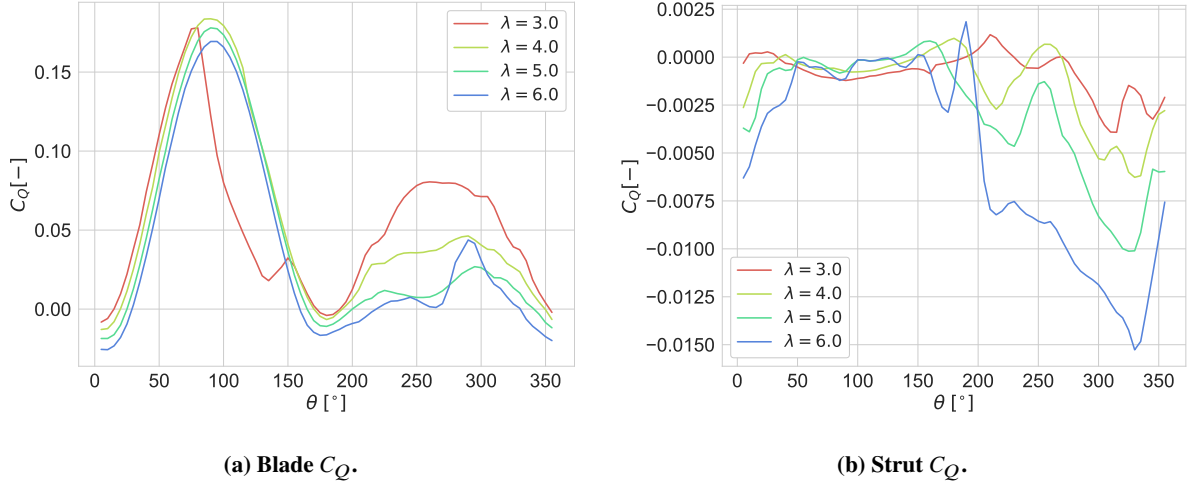 0.15
0.10
0.05
0.00
C_Q[−]
0 50 100 150 200 250 300 350
θ [°]
λ = 3.0
λ = 4.0
λ = 5.0
λ = 6.0
(a) Blade C_Q.
0.0025
0.0000
−0.0025
−0.0050
−0.0075
−0.0100
−0.0125
−0.0150
C_Q[−]
0 50 100 150 200 250 300 350
θ [°]
λ = 3.0
λ = 4.0
λ = 5.0
λ = 6.0
(b) Strut C_Q.